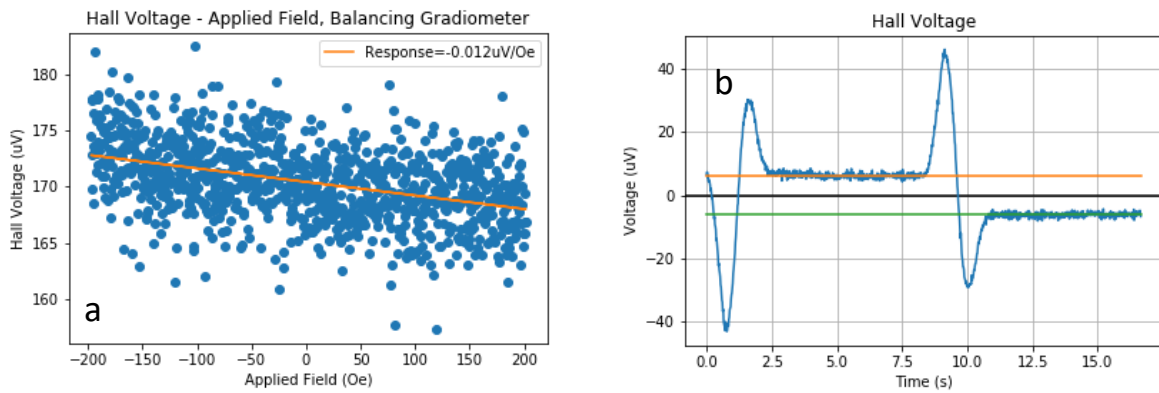 Hall Voltage - Applied Field, Balancing Gradiometer
Response=-0.012uV/Oe
180
175
170
165
160
Hall Voltage (uV)
a
−200
−150
−100
−50
0
50
100
150
200
Applied Field (Oe)
Hall Voltage
b
40
20
0
−20
−40
Voltage (uV)
0.0
2.5
5.0
7.5
10.0
12.5
15.0
Time (s)